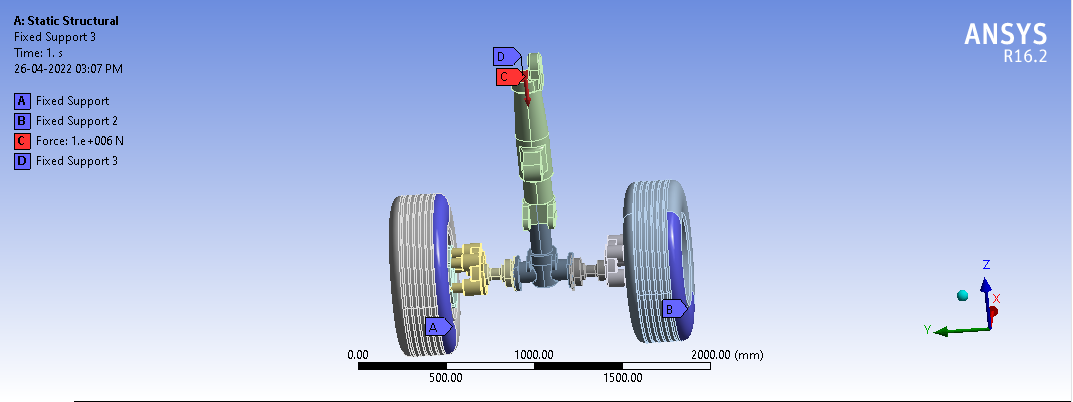 A: Static Structural
Fixed Support 3
Time: 1. s
26-04-2022 03:07 PM
A Fixed Support
B Fixed Support 2
C Force: 1.e+006 N
D Fixed Support 3
ANSYS
R16.2
D
C
A
B
Z
X
Y
0.00 1000.00 2000.00 (mm)
500.00 1500.00